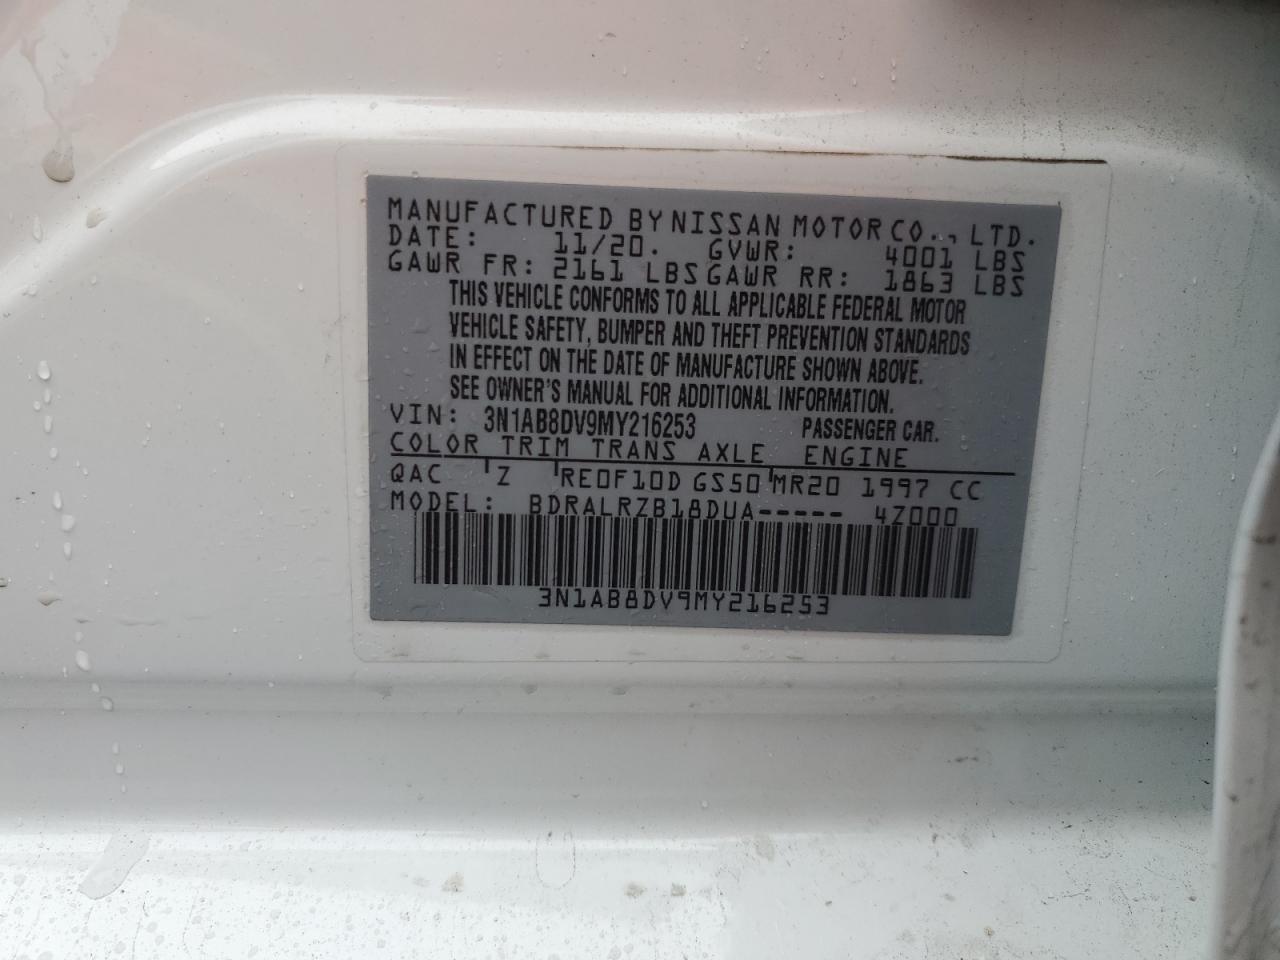 MANUFACTURED BY NISSAN MOTOR CO., LTD.
DATE: 11/20. GVWR: 4001 LBS
GAWR FR: 2161 LBS GAWR RR: 1863 LBS
THIS VEHICLE CONFORMS TO ALL APPLICABLE FEDERAL MOTOR
VEHICLE SAFETY, BUMPER AND THEFT PREVENTION STANDARDS
IN EFFECT ON THE DATE OF MANUFACTURE SHOWN ABOVE.
SEE OWNER'S MANUAL FOR ADDITIONAL INFORMATION.
VIN: 3N1AB8DV9MY216253 PASSENGER CAR.
COLOR TRIM TRANS AXLE ENGINE
QAC Z RE0F10D GS50 MR20 1997 CC
MODEL: BDRALRZB18DUA----- 4Z000
3N1AB8DV9MY216253